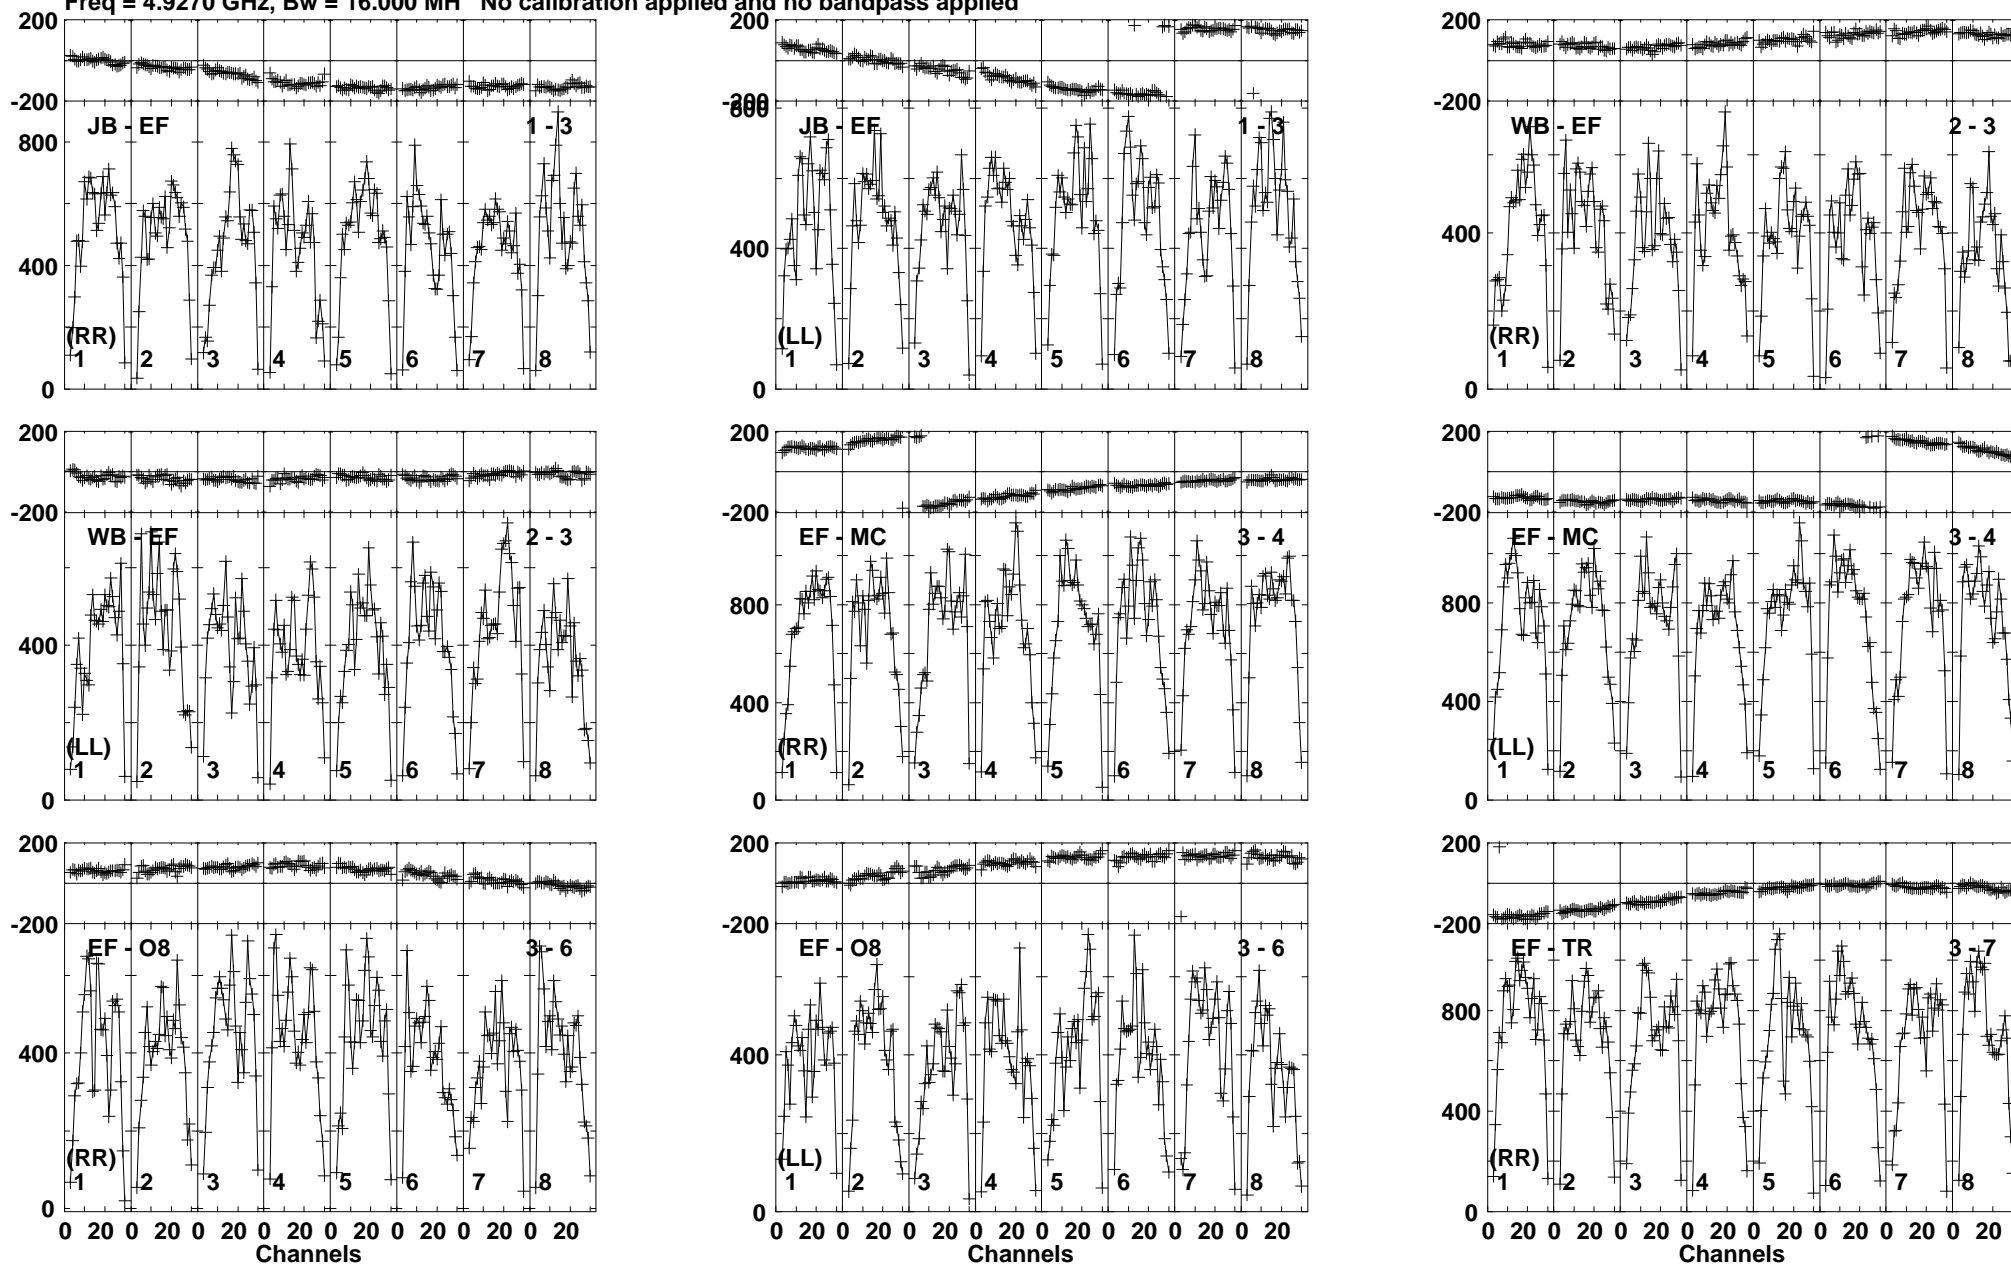 Freq = 4.9270 GHz, Bw = 16.000 MH No calibration applied and no bandpass applied
200 200 200
-200 -200 -200
JB - EF 1 - 3 JB - EF 1 - 3 WB - EF 2 - 3
800 800
400 400 400
(RR) (LL) (RR)
1 2 3 4 5 6 7 8 1 2 3 4 5 6 7 8 1 2 3 4 5 6 7 8
0 0 0
200 200 200
-200 -200 -200
WB - EF 2 - 3 EF - MC 3 - 4 EF - MC 3 - 4
800 800
400 400 400
(LL) (RR) (LL)
1 2 3 4 5 6 7 8 1 2 3 4 5 6 7 8 1 2 3 4 5 6 7 8
0 0 0
200 200 200
-200 -200 -200
EF - O8 3 - 6 EF - O8 3 - 6 EF - TR 3 - 7
800
400 400 400
(RR) (LL) (RR)
1 2 3 4 5 6 7 8 1 2 3 4 5 6 7 8 1 2 3 4 5 6 7 8
0 0 0
0 20 0 20 0 20 0 20 0 20 0 20 0 20 0 20 0 20 0 20 0 20 0 20 0 20 0 20 0 20 0 20 0 20 0 20 0 20 0 20 0 20 0 20 0 20 0 20
Channels Channels Channels